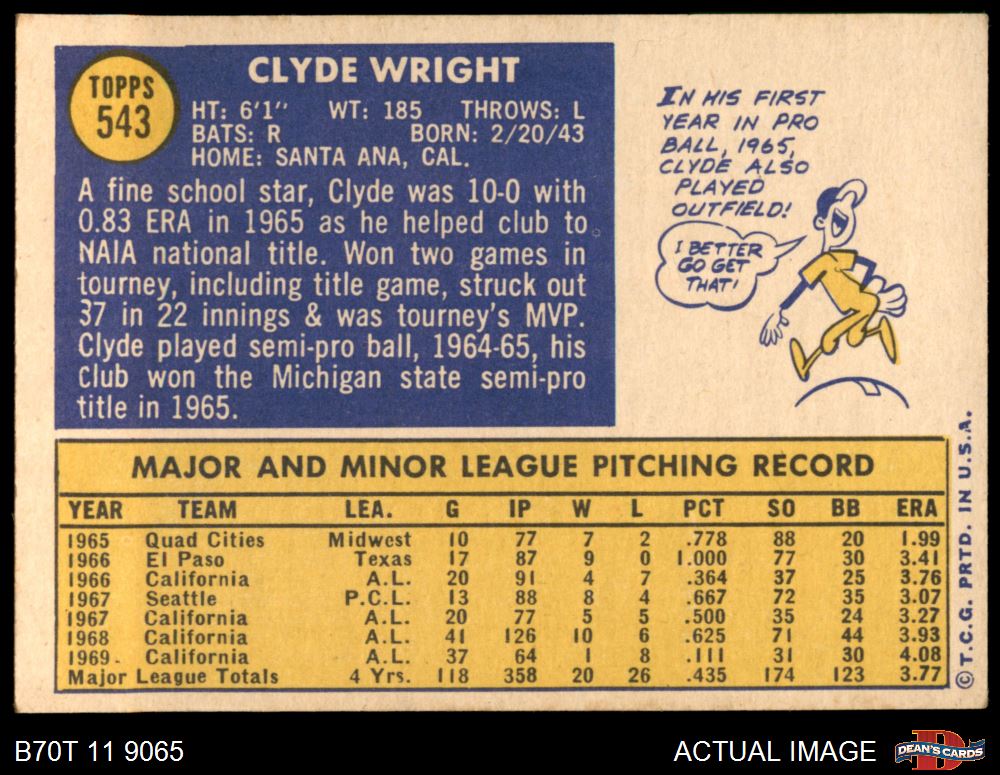 TOPPS
543
CLYDE WRIGHT
HT: 6'1" WT: 185 THROWS: L
BATS: R BORN: 2/20/43
HOME: SANTA ANA, CAL.
A fine school star, Clyde was 10-0 with
0.83 ERA in 1965 as he helped club to
NAIA national title. Won two games in
tourney, including title game, struck out
37 in 22 innings & was tourney's MVP.
Clyde played semi-pro ball, 1964-65, his
club won the Michigan state semi-pro
title in 1965.
IN HIS FIRST
YEAR IN PRO
BALL, 1965,
CLYDE ALSO
PLAYED
OUTFIELD!
I BETTER
GO GET
THAT!
MAJOR AND MINOR LEAGUE PITCHING RECORD
YEAR TEAM LEA. G IP W L PCT SO BB ERA
1965 Quad Cities Midwest 10 77 7 2 .778 88 20 1.99
1966 El Paso Texas 17 87 9 0 1.000 77 30 3.41
1966 California A.L. 20 91 4 7 .364 37 25 3.76
1967 Seattle P.C.L. 13 88 8 4 .667 72 35 3.07
1967 California A.L. 20 77 5 5 .500 35 24 3.27
1968 California A.L. 41 126 10 6 .625 71 44 3.93
1969 California A.L. 37 64 1 8 .111 31 30 4.08
Major League Totals 4 Yrs. 118 358 20 26 .435 174 123 3.77
© T.C.G. PRTD. IN U.S.A.
B70T 11 9065
ACTUAL IMAGE
DEAN'S CARDS